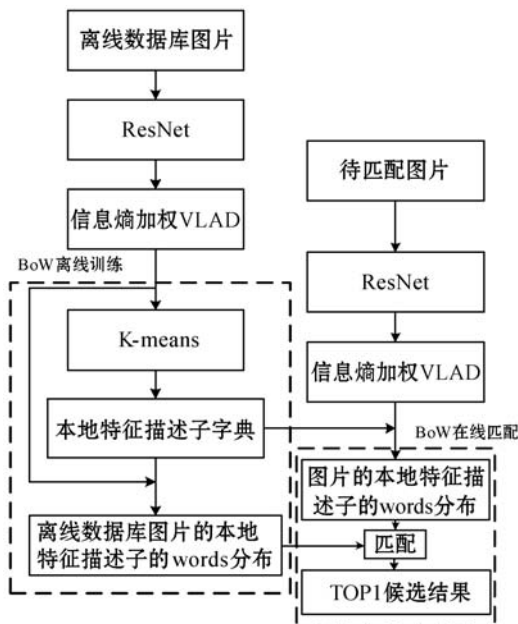 离线数据库图片
ResNet
信息熵加权VLAD
BoW离线训练
K-means
本地特征描述子字典
离线数据库图片的本地
特征描述子的words分布
待匹配图片
ResNet
信息熵加权VLAD
BoW在线匹配
图片的本地特征描
述子的words分布
匹配
TOP1候选结果